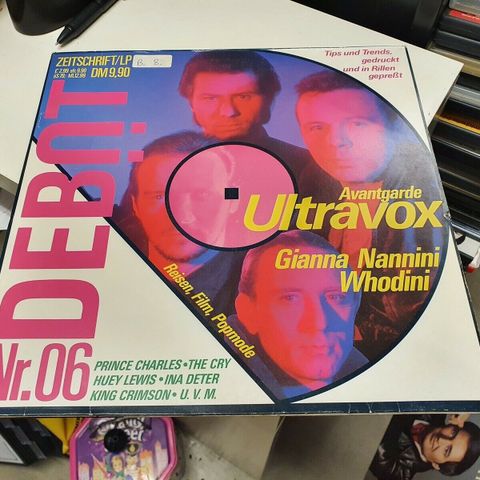 ZEITSCHRIFT/LP
DM 9,90
Tips und Trends,
gedruckt
und in Rillen
gepreßt
DEBÜT
Nr. 06
Avantgarde
Ultravox
Gianna Nannini
Whodini
Reisen, Film, Popmode
PRINCE CHARLES • THE CRY
HUEY LEWIS • INA DETER
KING CRIMSON • U. V. M.